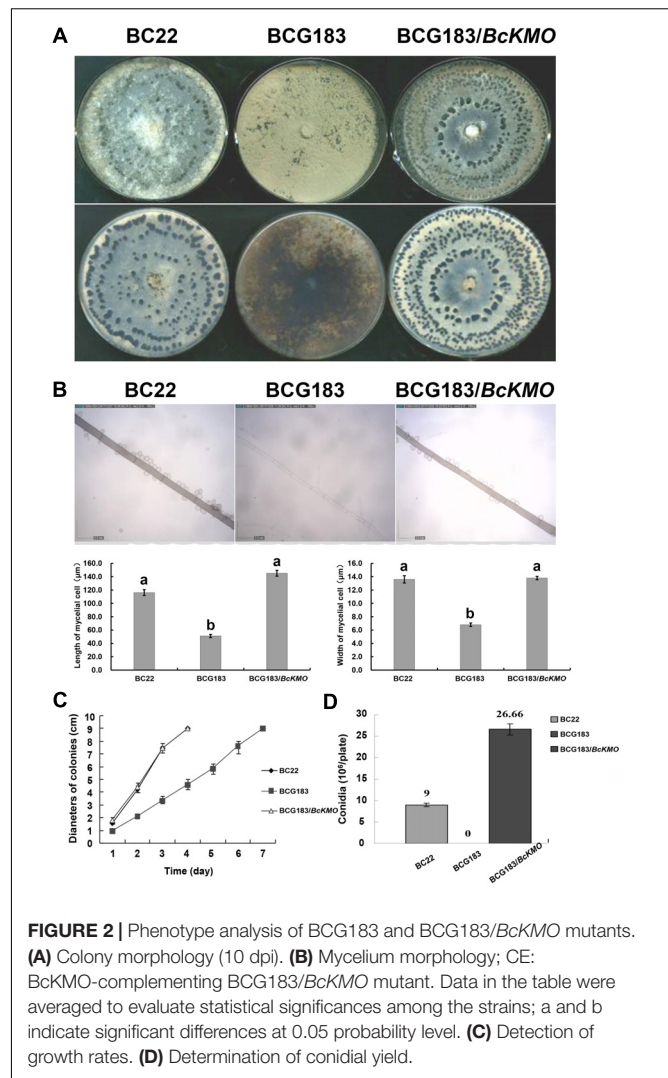 A
BC22 BCG183 BCG183/BcKMO
B
BC22 BCG183 BCG183/BcKMO
Length of mycelial cell (μm)
160.0
140.0
120.0
100.0
80.0
60.0
40.0
20.0
0.0
a b a
BC22 BCG183 BCG183/BcKMO
Width of mycelial cell (μm)
16.0
14.0
12.0
10.0
8.0
6.0
4.0
2.0
0.0
a b a
BC22 BCG183 BCG183/BcKMO
C
Dianeters of colonies (cm)
10
9
8
7
6
5
4
3
2
1
0
1 2 3 4 5 6 7
Time (day)
BC22
BCG183
BCG183/BcKMO
D
Conidia (10⁶/plate)
30
25
20
15
10
5
0
9 0 26.66
BC22 BCG183 BCG183/BcKMO
BC22
BCG183
BCG183/BcKMO
FIGURE 2 | Phenotype analysis of BCG183 and BCG183/BcKMO mutants.
(A) Colony morphology (10 dpi). (B) Mycelium morphology; CE:
BcKMO-complementing BCG183/BcKMO mutant. Data in the table were
averaged to evaluate statistical significances among the strains; a and b
indicate significant differences at 0.05 probability level. (C) Detection of
growth rates. (D) Determination of conidial yield.